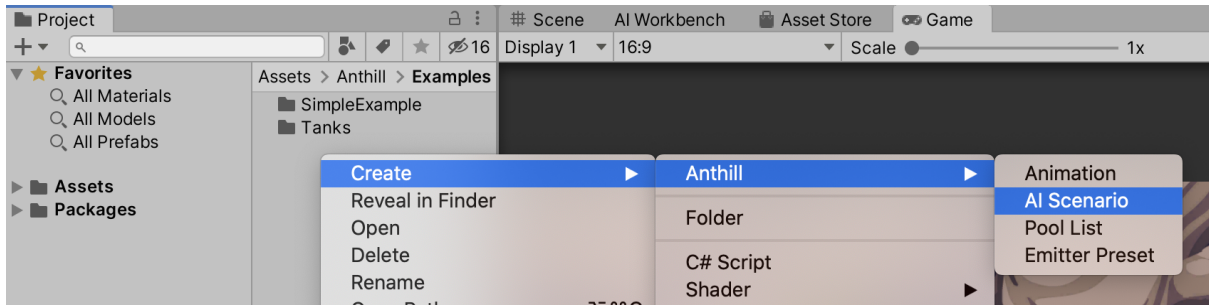 Project
Scene AI Workbench Asset Store Game
16 Display 1 16:9 Scale 1x
Favorites
All Materials
All Models
All Prefabs
Assets
Packages
Assets > Anthill > Examples
SimpleExample
Tanks
Create
Reveal in Finder
Open
Delete
Rename
Anthill
Folder
C# Script
Shader
Animation
AI Scenario
Pool List
Emitter Preset